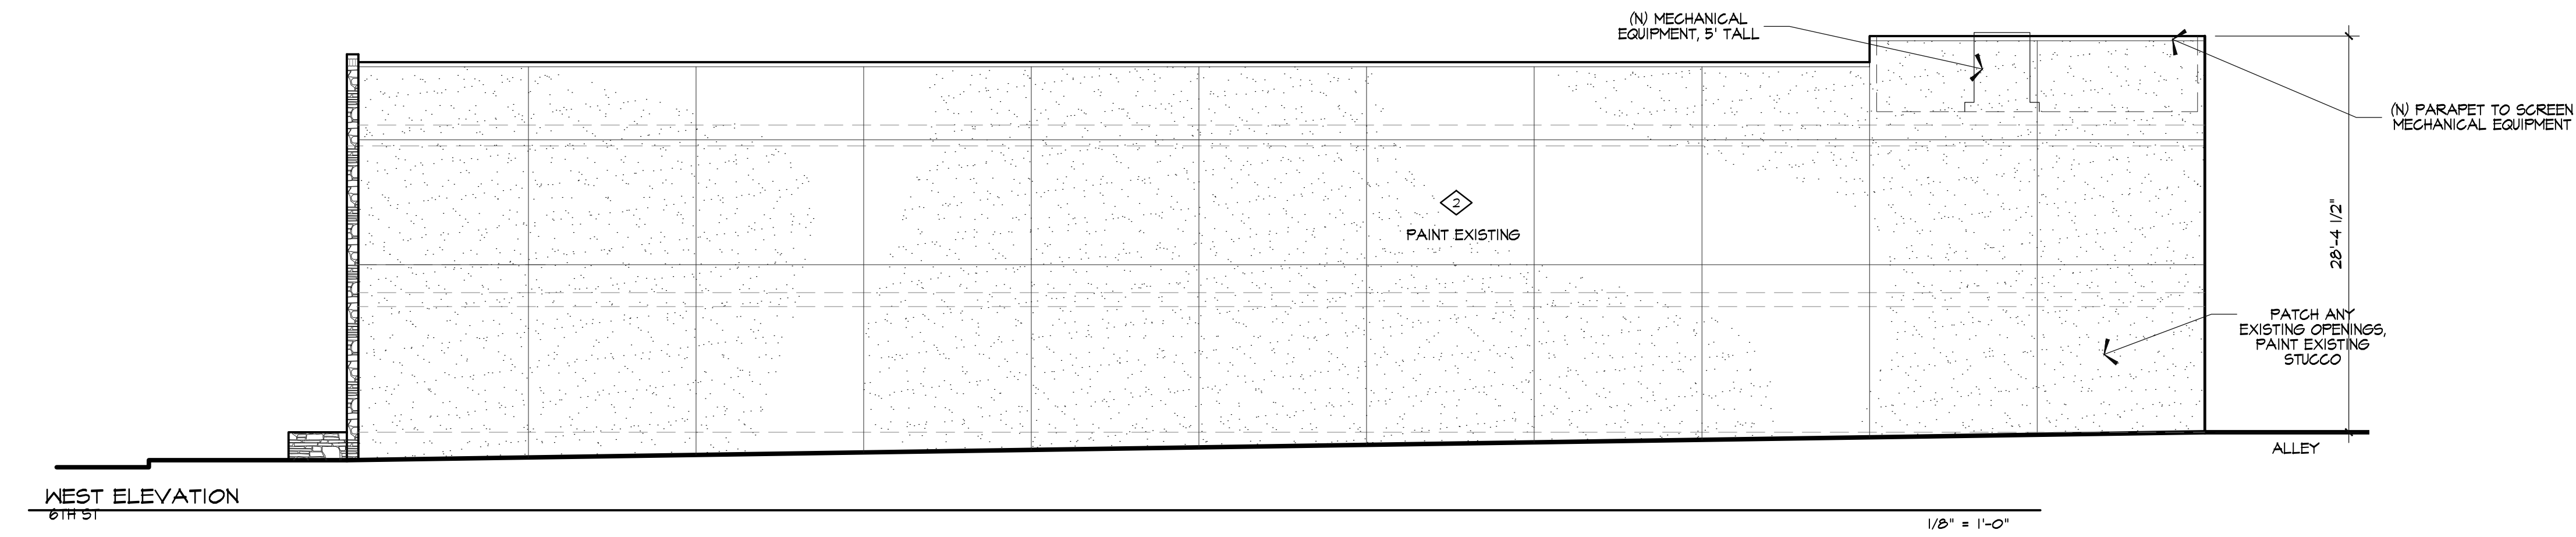 (N) MECHANICAL
EQUIPMENT, 5' TALL
(N) PARAPET TO SCREEN
MECHANICAL EQUIPMENT
2
PAINT EXISTING
28'-4 1/2"
PATCH ANY
EXISTING OPENINGS,
PAINT EXISTING
STUCCO
ALLEY
WEST ELEVATION
6TH ST
1/8" = 1'-0"